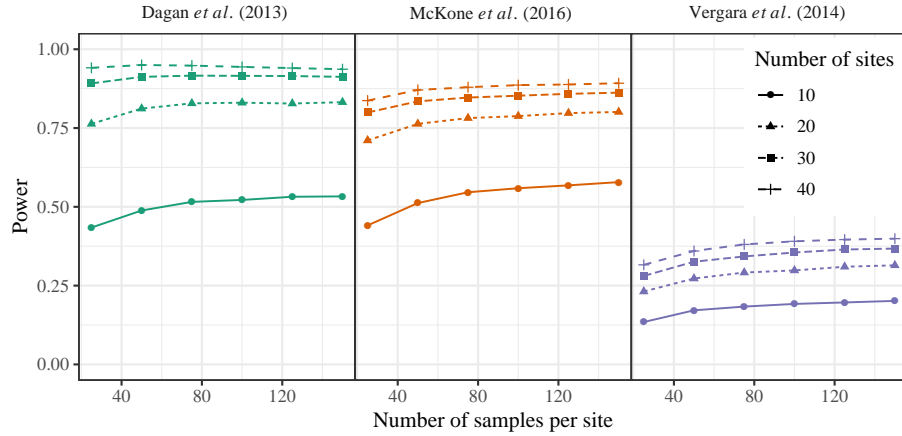 Dagan et al. (2013) McKone et al. (2016) Vergara et al. (2014)
Power
1.00
0.75
0.50
0.25
0.00
Number of sites
10
20
30
40
40 80 120 40 80 120 40 80 120
Number of samples per site